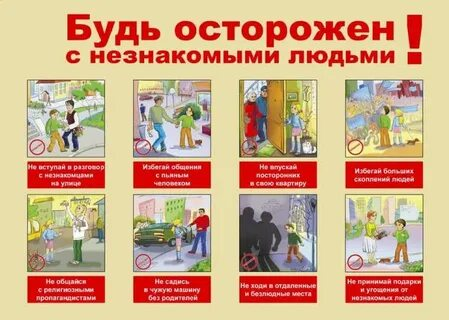 Будь осторожен
с незнакомыми людьми!
Не вступай в разговор
с незнакомцами
на улице
Избегай общения
с пьяным
человеком
Не впускай
посторонних
в свою квартиру
Избегай больших
скоплений людей
Не общайся
с религиозными
пропагандистами
Не садись
в чужую машину
без родителей
Не ходи в отдаленные
и безлюдные места
Не принимай подарки
и угощения от
незнакомых людей